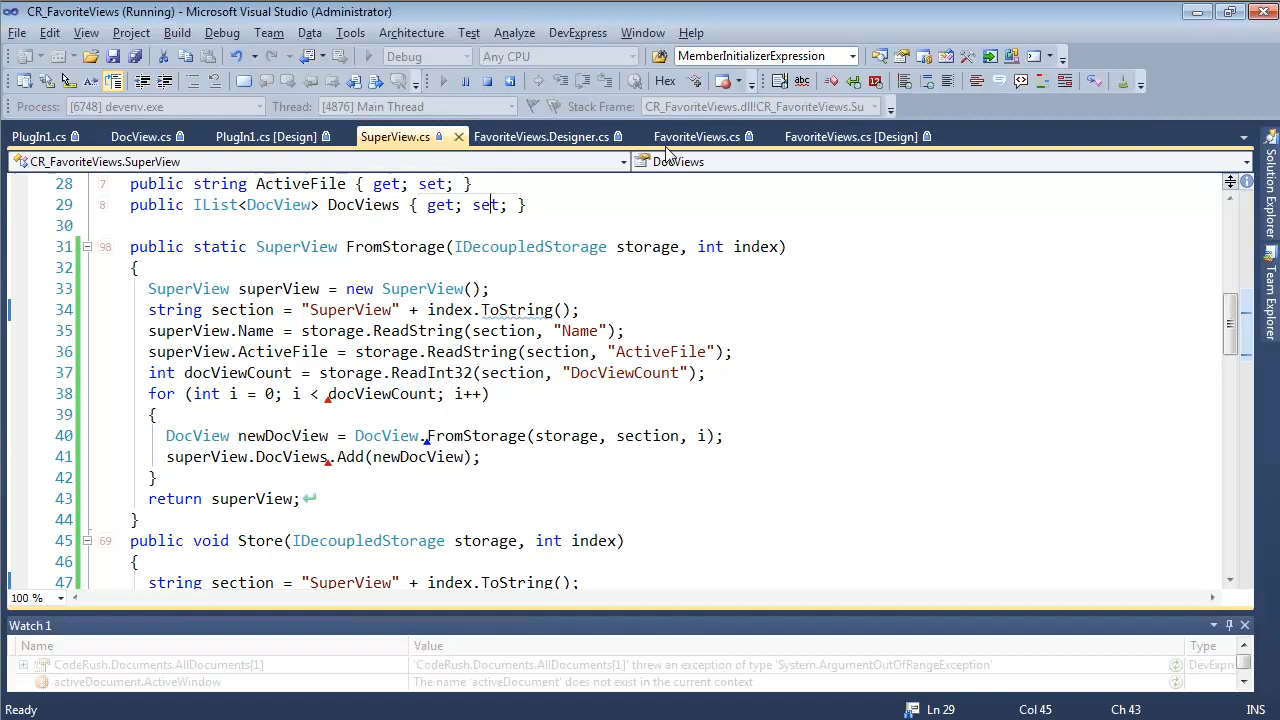 CR_FavoriteViews (Running) - Microsoft Visual Studio (Administrator)
File Edit View Project Build Debug Team Data Tools Architecture Test Analyze DevExpress Window Help
Debug Any CPU MemberInitializerExpression
Hex
Process: [6748] devenv.exe Thread: [4876] Main Thread Stack Frame: CR_FavoriteViews.dll!CR_FavoriteViews.Su
PlugIn1.cs DocView.cs PlugIn1.cs [Design] SuperView.cs FavoriteViews.Designer.cs FavoriteViews.cs FavoriteViews.cs [Design]
CR_FavoriteViews.SuperView DocViews
28 7 public string ActiveFile { get; set; }
29 8 public IList<DocView> DocViews { get; set; }
30
31 98 public static SuperView FromStorage(IDecoupledStorage storage, int index)
32 {
33 SuperView superView = new SuperView();
34 string section = "SuperView" + index.ToString();
35 superView.Name = storage.ReadString(section, "Name");
36 superView.ActiveFile = storage.ReadString(section, "ActiveFile");
37 int docViewCount = storage.ReadInt32(section, "DocViewCount");
38 for (int i = 0; i < docViewCount; i++)
39 {
40 DocView newDocView = DocView.FromStorage(storage, section, i);
41 superView.DocViews.Add(newDocView);
42 }
43 return superView;
44 }
45 69 public void Store(IDecoupledStorage storage, int index)
46 {
47 string section = "SuperView" + index.ToString();
100 %
Solution Explorer
Team Explorer
Watch 1
Name Value Type
CodeRush.Documents.AllDocuments[1] 'CodeRush.Documents.AllDocuments[1]' threw an exception of type 'System.ArgumentOutOfRangeException' DevExp
activeDocument.ActiveWindow The name 'activeDocument' does not exist in the current context
Ready Ln 29 Col 45 Ch 43 INS